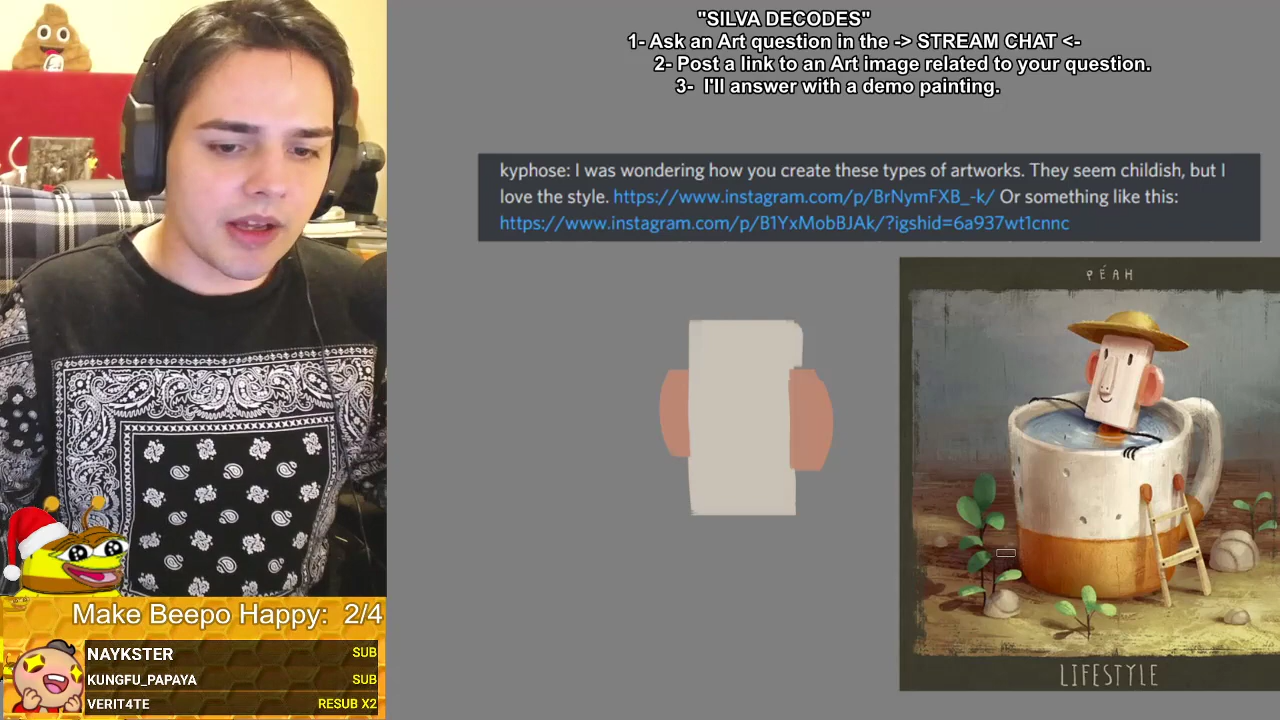 "SILVA DECODES"
1- Ask an Art question in the -> STREAM CHAT <-
2- Post a link to an Art image related to your question.
3- I'll answer with a demo painting.
kyphose: I was wondering how you create these types of artworks. They seem childish, but I
love the style. https://www.instagram.com/p/BrNymFXB_-k/ Or something like this:
https://www.instagram.com/p/B1YxMobBJAk/?igshid=6a937wt1cnnc
PÉAH
LIFESTYLE
Make Beepo Happy: 2/4
NAYKSTER SUB
KUNGFU_PAPAYA SUB
VERIT4TE RESUB X2